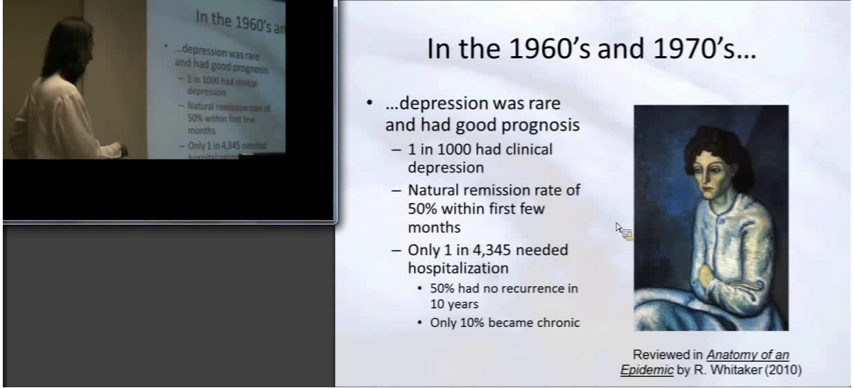 In the 1960's an
• ...depression was rare
and had good prognosis
– 1 in 1000 had clinical
depression
– Natural remission rate of
50% within first few
months
– Only 1 in 4,345 needed
hospitalization
In the 1960's and 1970's...
• ...depression was rare
and had good prognosis
– 1 in 1000 had clinical
depression
– Natural remission rate of
50% within first few
months
– Only 1 in 4,345 needed
hospitalization
• 50% had no recurrence in
10 years
• Only 10% became chronic
Reviewed in Anatomy of an
Epidemic by R. Whitaker (2010)